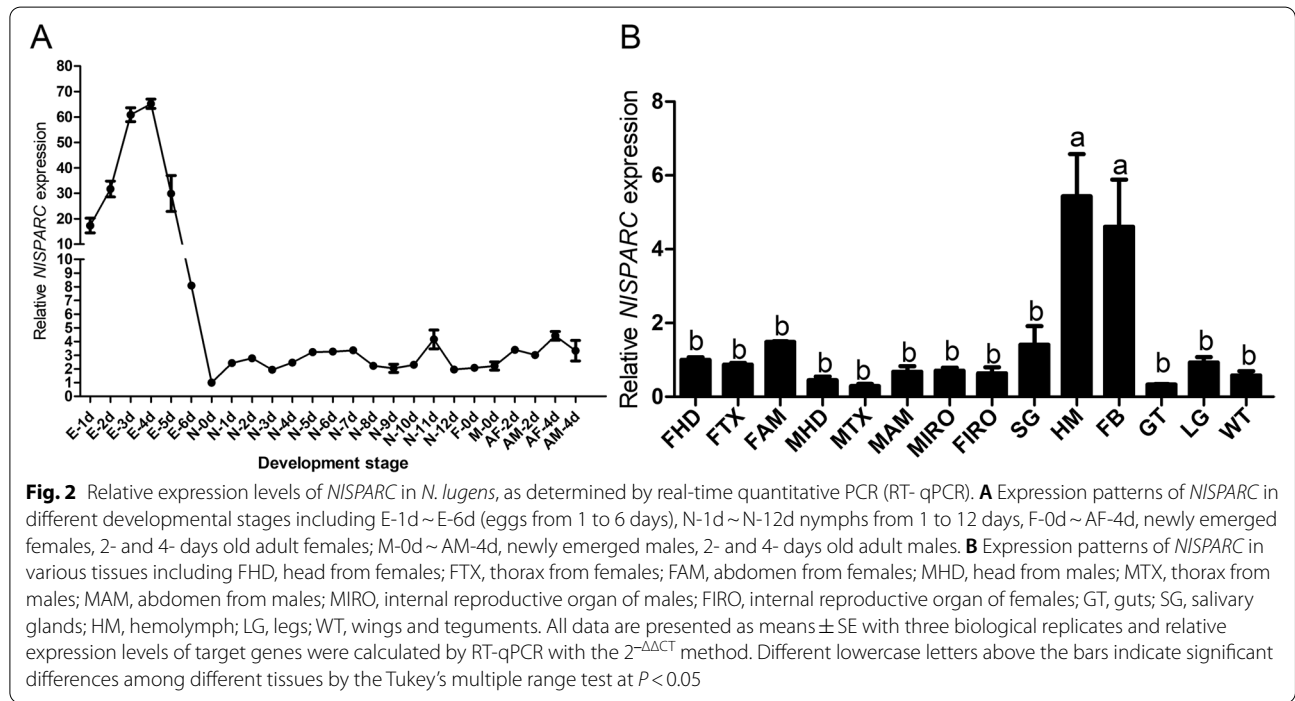 A
Relative NlSPARC expression
80
70
60
50
40
30
20
10
10
9
8
7
6
5
4
3
2
1
0
E-1d
E-2d
E-3d
E-4d
E-5d
E-6d
N-0d
N-1d
N-2d
N-3d
N-4d
N-5d
N-6d
N-7d
N-8d
N-9d
N-10d
N-11d
N-12d
F-0d
M-0d
AF-2d
AM-2d
AF-4d
AM-4d
Development stage
B
Relative NlSPARC expression
8
6
4
2
0
b
b
b
b
b
b
b
b
b
a
a
b
b
b
FHD
FTX
FAM
MHD
MTX
MAM
MIRO
FIRO
SG
HM
FB
GT
LG
WT
Fig. 2 Relative expression levels of NlSPARC in N. lugens, as determined by real-time quantitative PCR (RT- qPCR). A Expression patterns of NlSPARC in
different developmental stages including E-1d ~ E-6d (eggs from 1 to 6 days), N-1d ~ N-12d nymphs from 1 to 12 days, F-0d ~ AF-4d, newly emerged
females, 2- and 4- days old adult females; M-0d ~ AM-4d, newly emerged males, 2- and 4- days old adult males. B Expression patterns of NlSPARC in
various tissues including FHD, head from females; FTX, thorax from females; FAM, abdomen from females; MHD, head from males; MTX, thorax from
males; MAM, abdomen from males; MIRO, internal reproductive organ of males; FIRO, internal reproductive organ of females; GT, guts; SG, salivary
glands; HM, hemolymph; LG, legs; WT, wings and teguments. All data are presented as means ± SE with three biological replicates and relative
expression levels of target genes were calculated by RT-qPCR with the 2−ΔΔCT method. Different lowercase letters above the bars indicate significant
differences among different tissues by the Tukey's multiple range test at P < 0.05